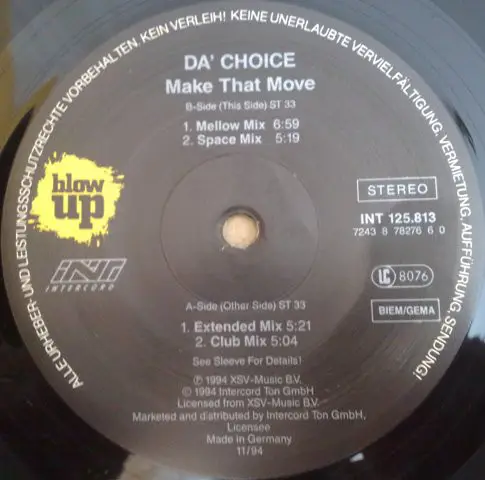 ALLE URHEBER- UND LEISTUNGSSCHUTZRECHTE VORBEHALTEN. KEIN VERLEIH! KEINE UNERLAUBTE VERVIELFÄLTIGUNG, VERMIETUNG, AUFFÜHRUNG, SENDUNG!
DA' CHOICE
Make That Move
B-Side (This Side) ST 33
1. Mellow Mix 6:59
2. Space Mix 5:19
blow
up
STEREO
INT 125.813
7243 8 78276 6 0
INT
INTERCORD
LC 8076
BIEM/GEMA
A-Side (Other Side) ST 33
1. Extended Mix 5:21
2. Club Mix 5:04
See Sleeve For Details!
℗ 1994 XSV-Music B.V.
© 1994 Intercord Ton GmbH
Licensed from XSV-Music B.V.
Marketed and distributed by Intercord Ton GmbH,
Licensee
Made in Germany
11/94